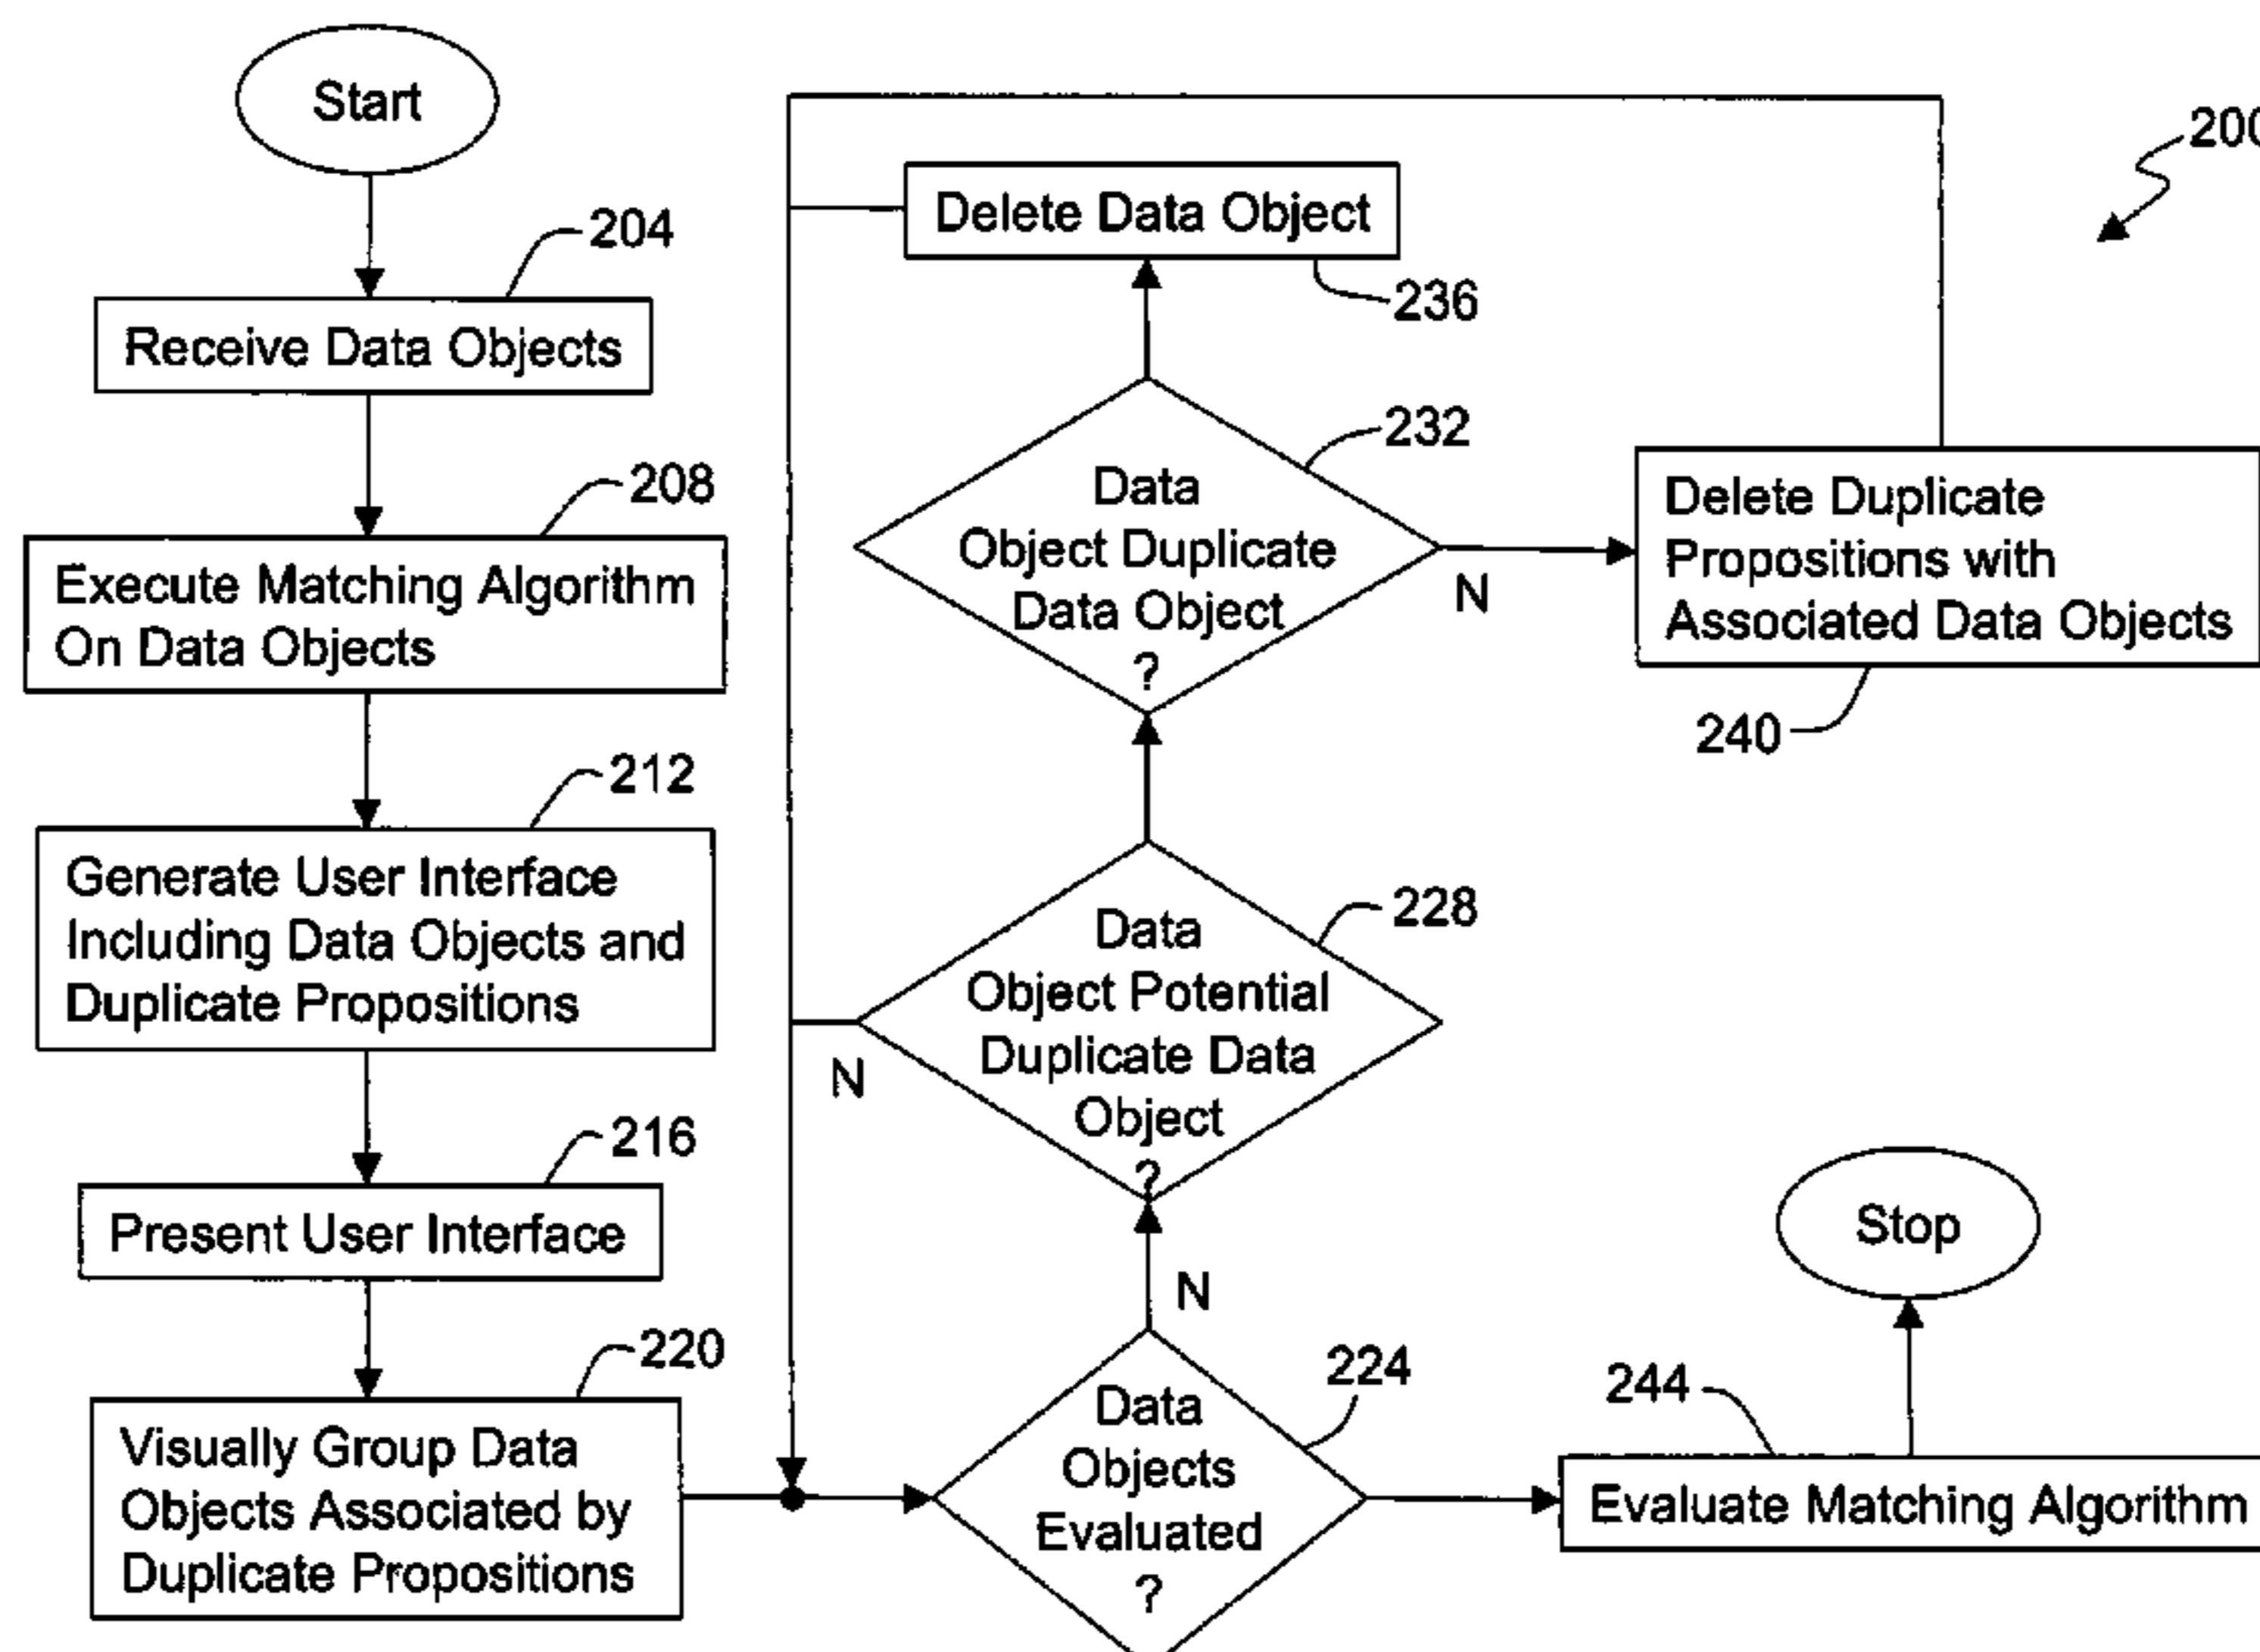 Start
204
Receive Data Objects
208
Execute Matching Algorithm
On Data Objects
212
Generate User Interface
Including Data Objects and
Duplicate Propositions
216
Present User Interface
220
Visually Group Data
Objects Associated by
Duplicate Propositions
Delete Data Object
236
232
Data
Object Duplicate
Data Object
?
N
228
Data
Object Potential
Duplicate Data
Object
?
N
N
224
Data
Objects
Evaluated
?
200
Delete Duplicate
Propositions with
Associated Data Objects
240
Stop
244
Evaluate Matching Algorithm